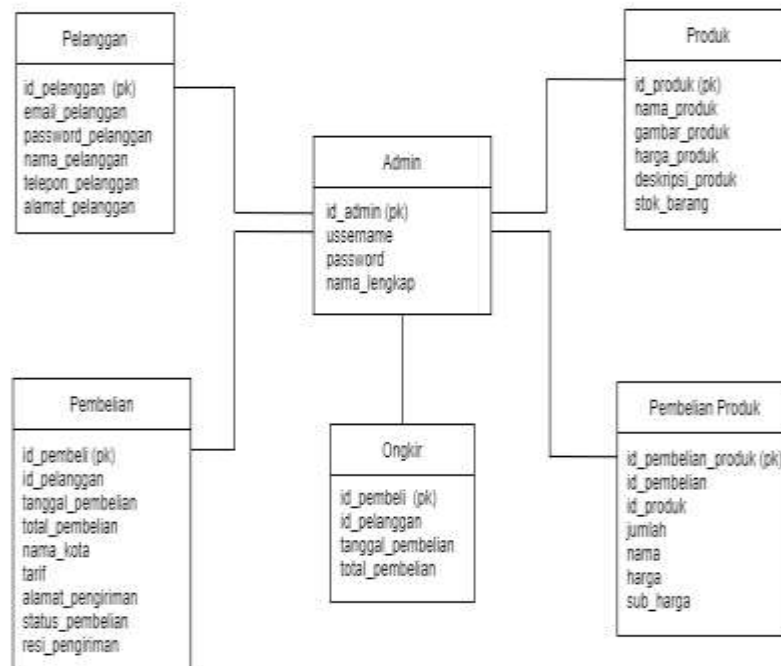 Pelanggan
id_pelanggan (pk)
email_pelanggan
password_pelanggan
nama_pelanggan
telepon_pelanggan
alamat_pelanggan
Produk
id_produk (pk)
nama_produk
gambar_produk
harga_produk
deskripsi_produk
stok_barang
Admin
id_admin (pk)
ussername
password
nama_lengkap
Pembelian
id_pembeli (pk)
id_pelanggan
tanggal_pembelian
total_pembelian
nama_kota
tarif
alamat_pengiriman
status_pembelian
resi_pengiriman
Ongkir
id_pembeli (pk)
id_pelanggan
tanggal_pembelian
total_pembelian
Pembelian Produk
id_pembelian_produk (pk)
id_pembelian
id_produk
jumlah
nama
harga
sub_harga